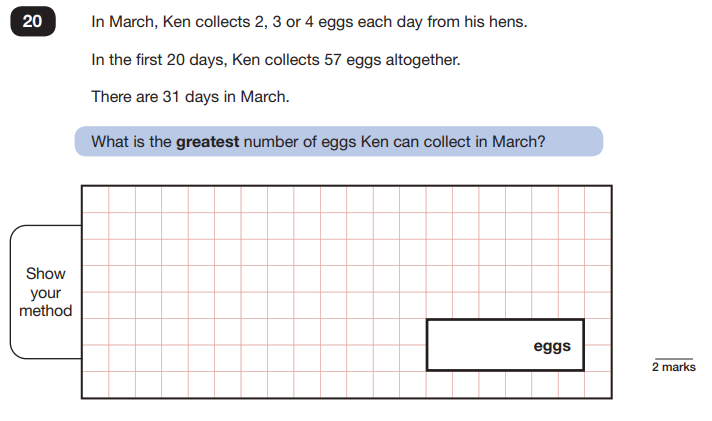 20
In March, Ken collects 2, 3 or 4 eggs each day from his hens.
In the first 20 days, Ken collects 57 eggs altogether.
There are 31 days in March.
What is the greatest number of eggs Ken can collect in March?
Show
your
method
eggs
2 marks